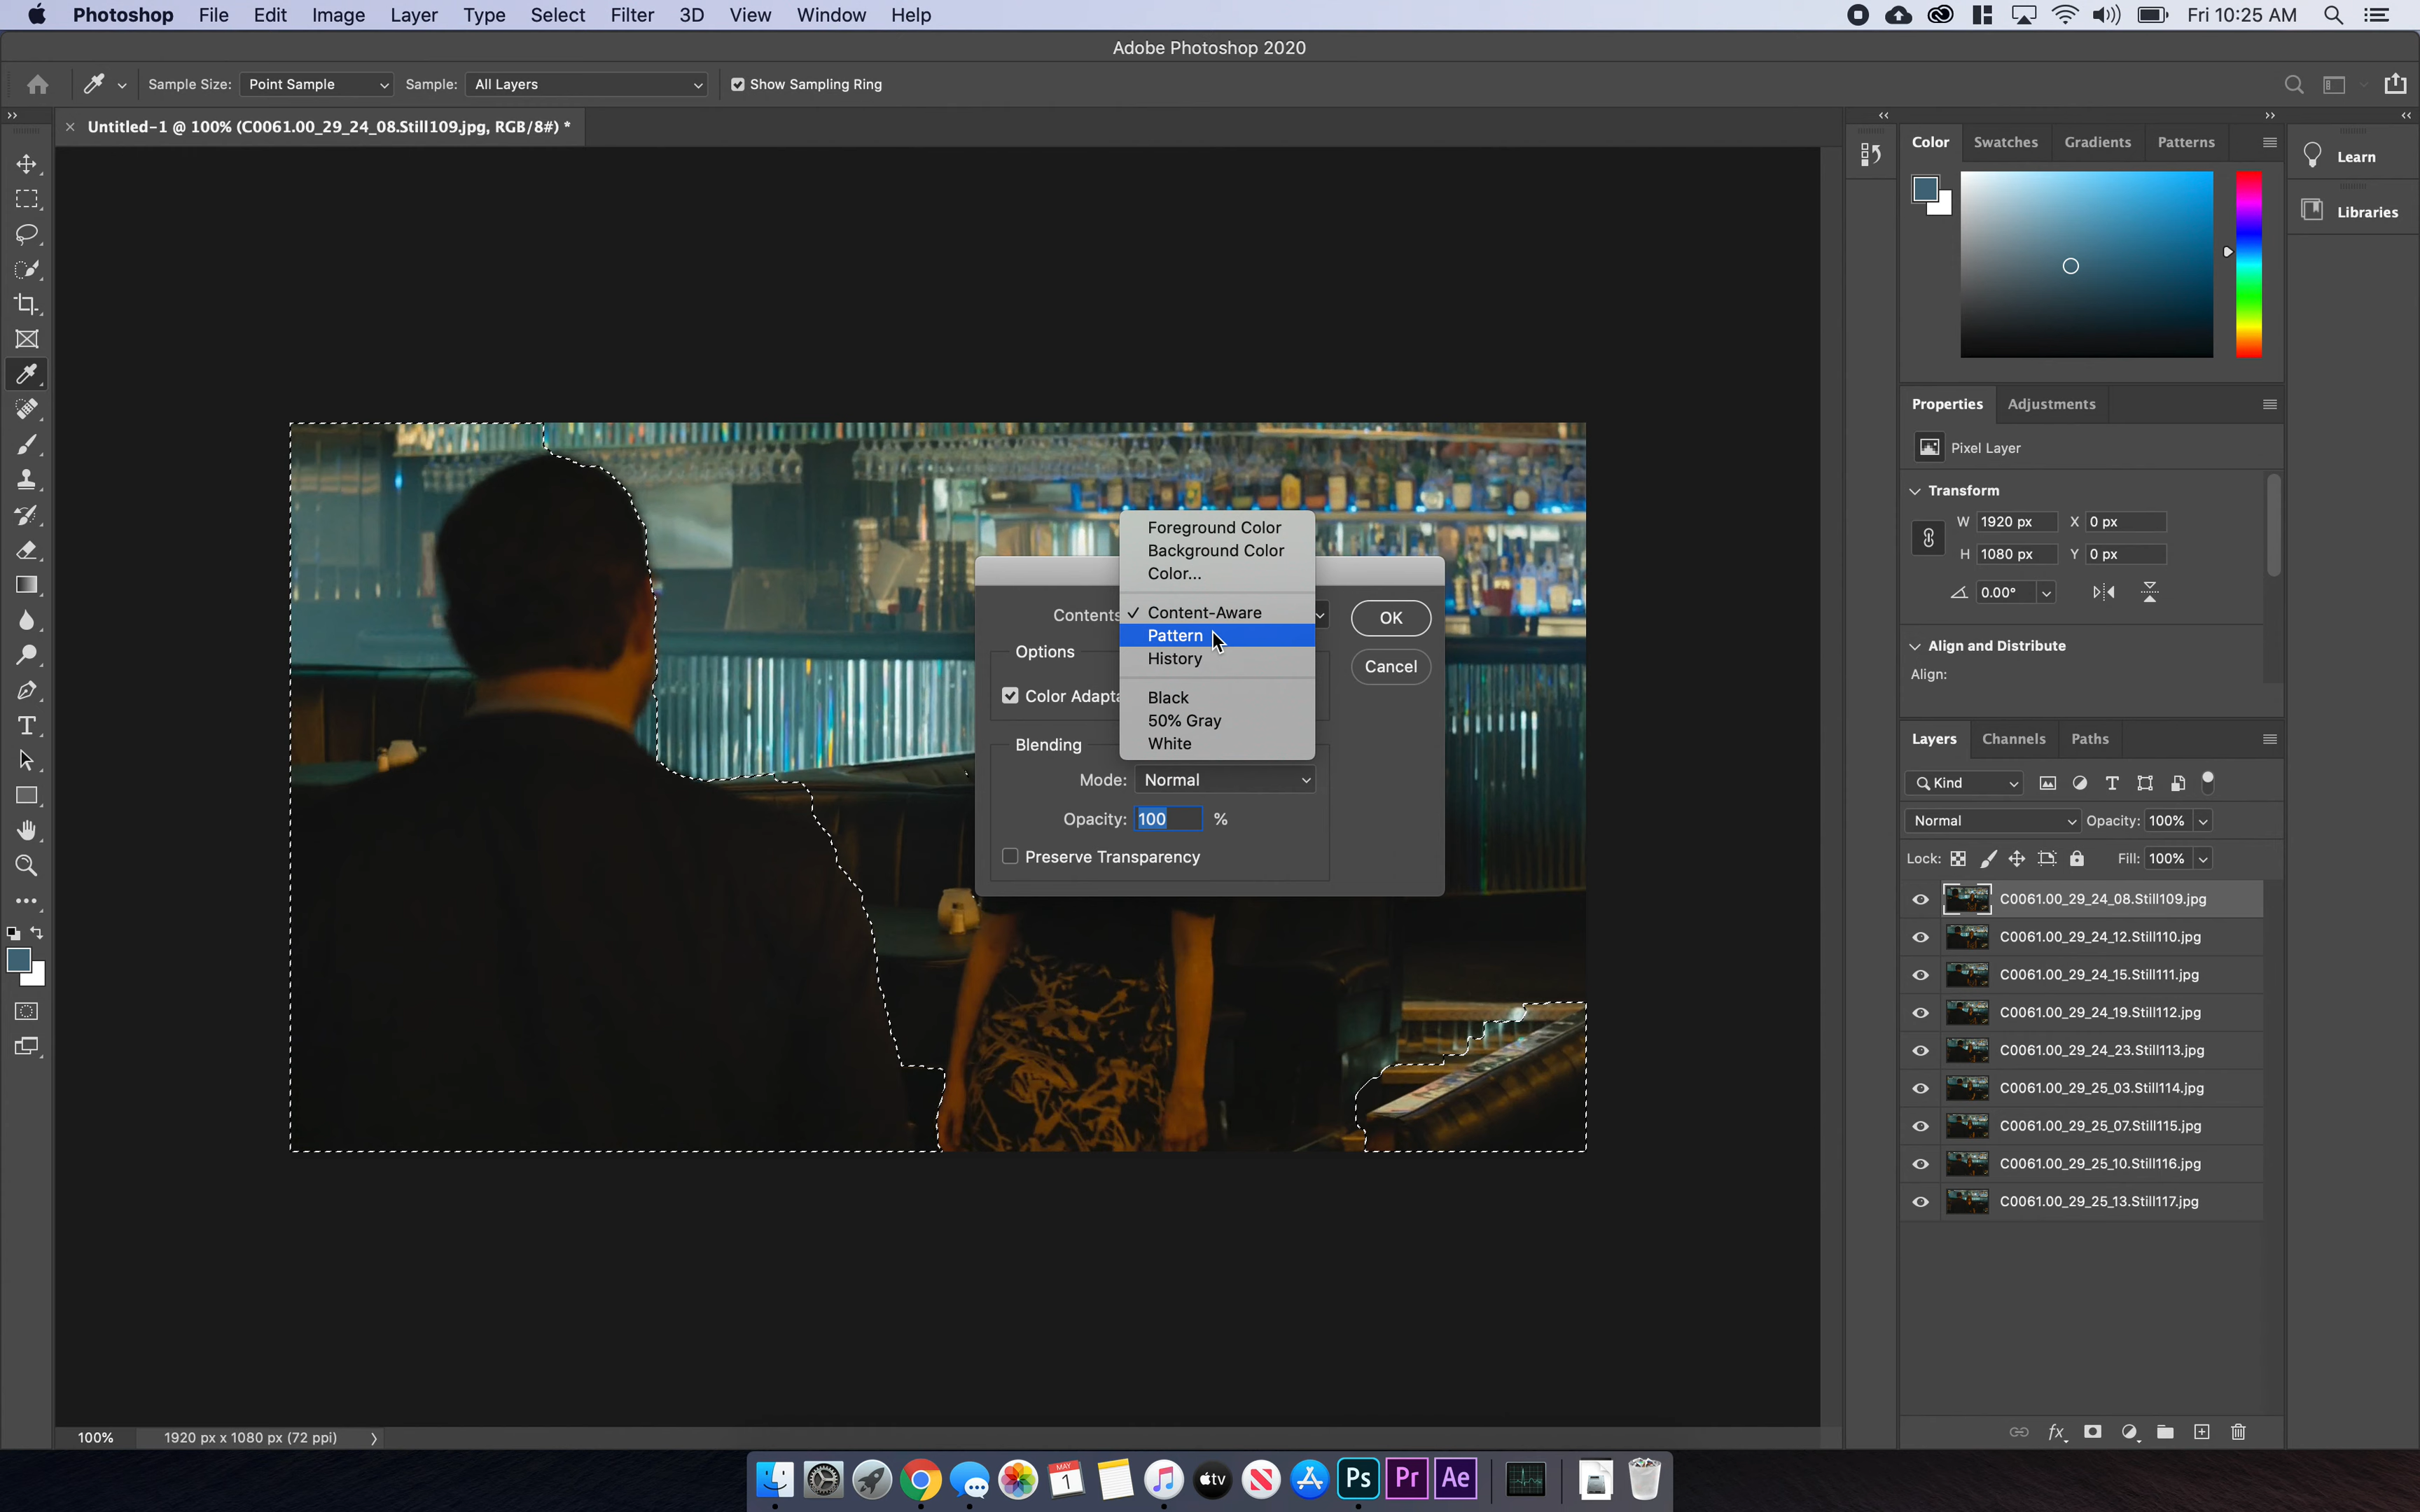 Photoshop File Edit Image Layer Type Select Filter 3D View Window Help Fri 10:25 AM
Adobe Photoshop 2020
Sample Size: Point Sample Sample: All Layers Show Sampling Ring
Untitled-1 @ 100% (C0061.00_29_24_08.Still109.jpg, RGB/8#) *
Color Swatches Gradients Patterns
Learn
Libraries
Properties Adjustments
Pixel Layer
Transform
W 1920 px X 0 px
H 1080 px Y 0 px
0.00°
Align and Distribute
Align:
Foreground Color
Background Color
Color...
Contents
Content-Aware
Pattern
History
Black
50% Gray
White
OK
Cancel
Options
Color Adapta
Blending
Mode: Normal
Opacity: 100 %
Preserve Transparency
Layers Channels Paths
Kind
Normal Opacity: 100%
Lock: Fill: 100%
C0061.00_29_24_08.Still109.jpg
C0061.00_29_24_12.Still110.jpg
C0061.00_29_24_15.Still111.jpg
C0061.00_29_24_19.Still112.jpg
C0061.00_29_24_23.Still113.jpg
C0061.00_29_25_03.Still114.jpg
C0061.00_29_25_07.Still115.jpg
C0061.00_29_25_10.Still116.jpg
C0061.00_29_25_13.Still117.jpg
fx
100% 1920 px x 1080 px (72 ppi)
MAY
1
tv
Ps Pr Ae